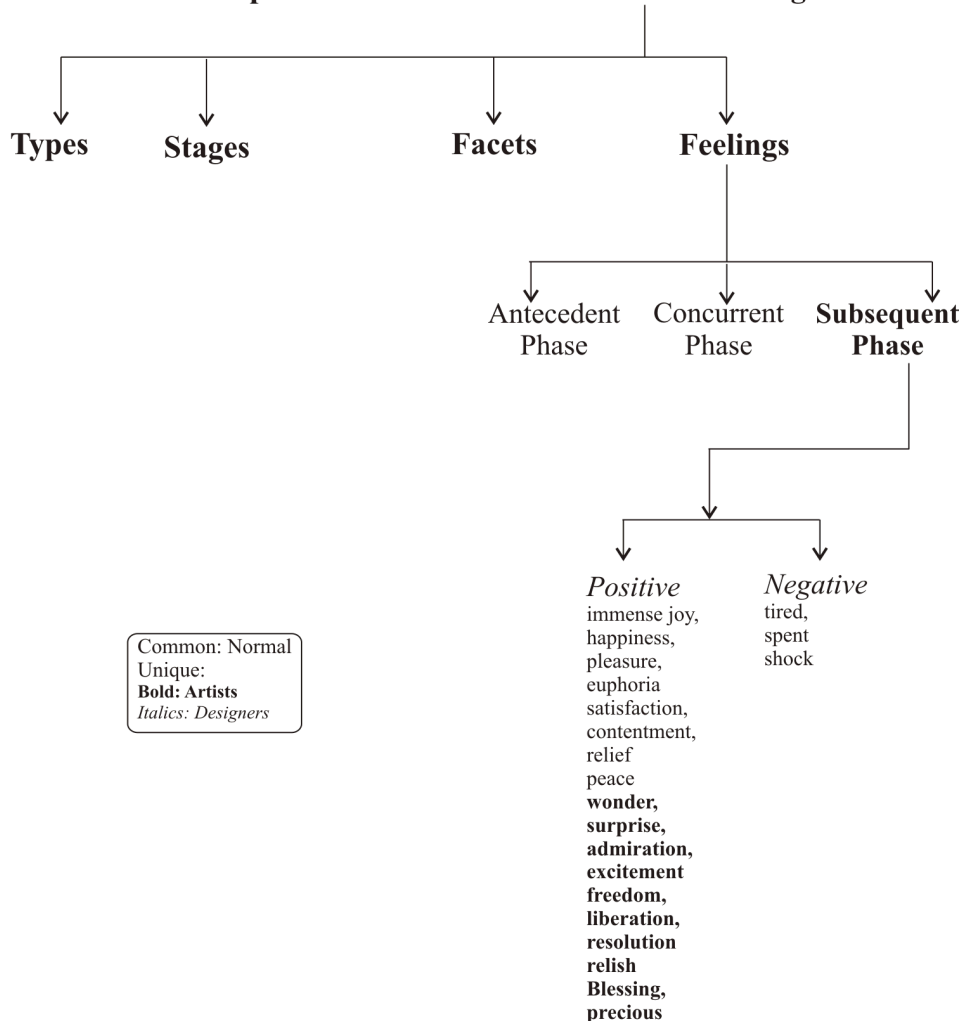 Types
Stages
Facets
Feelings
Antecedent
Phase
Concurrent
Phase
Subsequent
Phase
Positive
immense joy,
happiness,
pleasure,
euphoria
satisfaction,
contentment,
relief
peace
wonder,
surprise,
admiration,
excitement
freedom,
liberation,
resolution
relish
Blessing,
precious
Negative
tired,
spent
shock
Common: Normal
Unique:
Bold: Artists
Italics: Designers